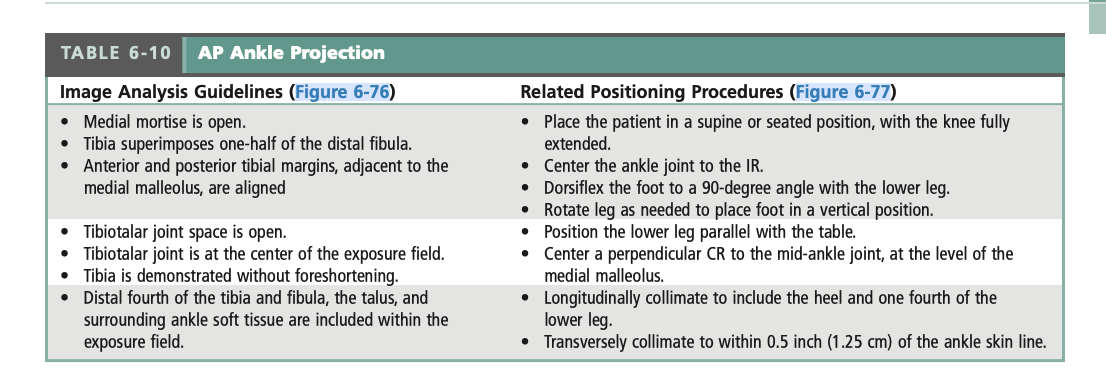 TABLE 6-10 AP Ankle Projection
Image Analysis Guidelines (Figure 6-76)
• Medial mortise is open.
• Tibia superimposes one-half of the distal fibula.
• Anterior and posterior tibial margins, adjacent to the
medial malleolus, are aligned
Related Positioning Procedures (Figure 6-77)
• Place the patient in a supine or seated position, with the knee fully
extended.
• Center the ankle joint to the IR.
• Dorsiflex the foot to a 90-degree angle with the lower leg.
• Rotate leg as needed to place foot in a vertical position.
• Tibiotalar joint space is open.
• Tibiotalar joint is at the center of the exposure field.
• Tibia is demonstrated without foreshortening.
• Position the lower leg parallel with the table.
• Center a perpendicular CR to the mid-ankle joint, at the level of the
medial malleolus.
• Distal fourth of the tibia and fibula, the talus, and
surrounding ankle soft tissue are included within the
exposure field.
• Longitudinally collimate to include the heel and one fourth of the
lower leg.
• Transversely collimate to within 0.5 inch (1.25 cm) of the ankle skin line.